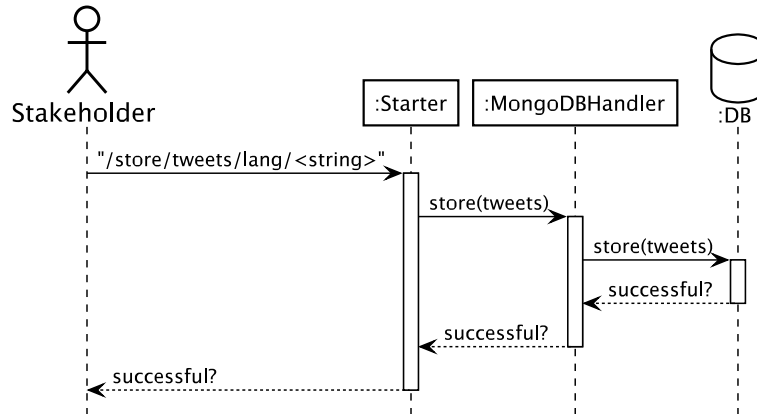 Stakeholder
:Starter
:MongoDBHandler
:DB
"/store/tweets/lang/<string>"
store(tweets)
store(tweets)
successful?
successful?
successful?